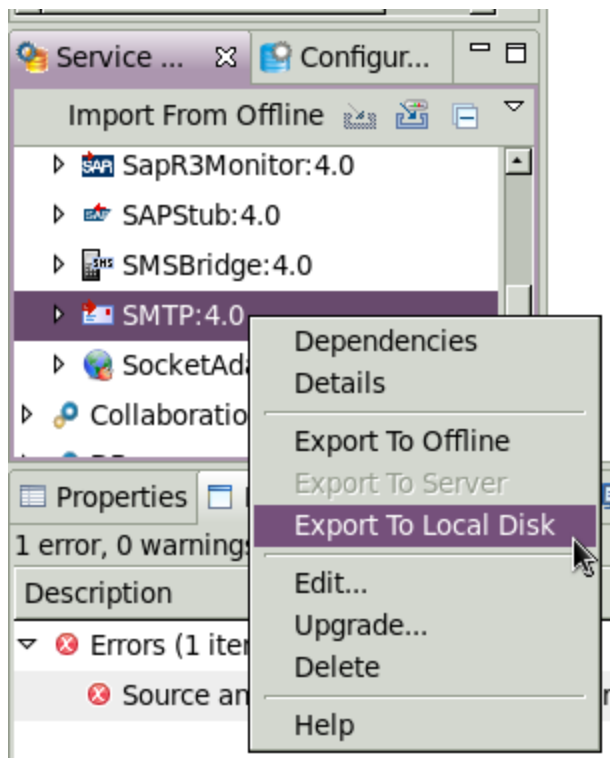 Service ... Configur...
Import From Offline
SapR3Monitor:4.0
SAPStub:4.0
SMSBridge:4.0
SMTP:4.0
Dependencies
SocketAda
Details
Collaboratio
Export To Offline
Export To Server
Properties
Export To Local Disk
1 error, 0 warnings
Edit...
Description
Upgrade...
Errors (1 iter
Delete
Source an
Help